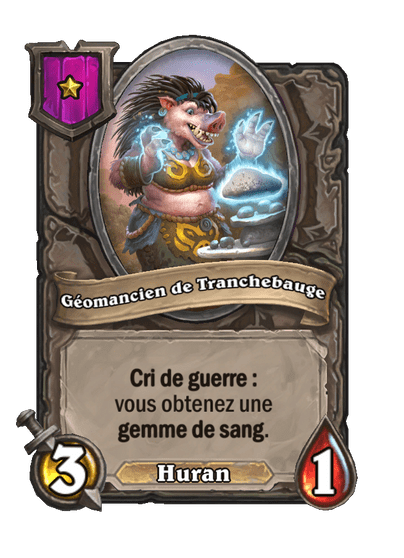 Géomancien de Tranchebauge
Cri de guerre :
vous obtenez une
gemme de sang.
3
Huran
1